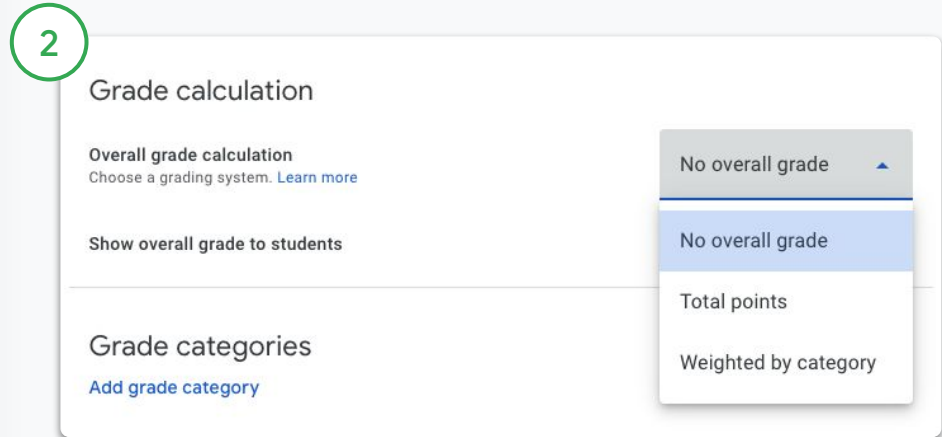 2
Grade calculation
Overall grade calculation
Choose a grading system. Learn more
No overall grade
No overall grade
Show overall grade to students
Total points
Grade categories
Weighted by category
Add grade category